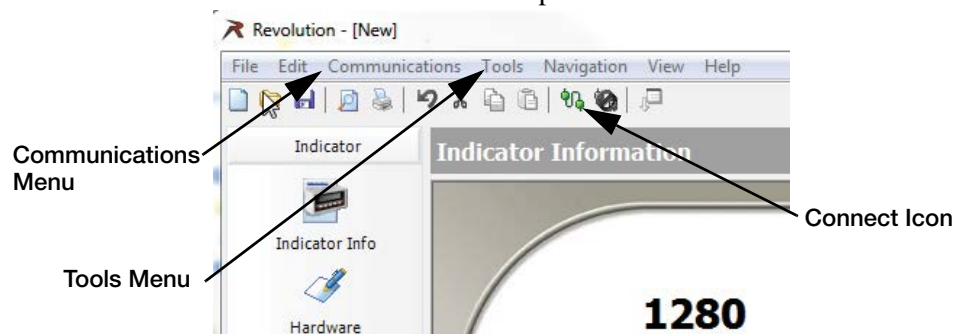 Revolution - [New]
File Edit Communications Tools Navigation View Help
Indicator
Indicator Information
Communications
Menu
Connect Icon
Indicator Info
Tools Menu
Hardware
1280